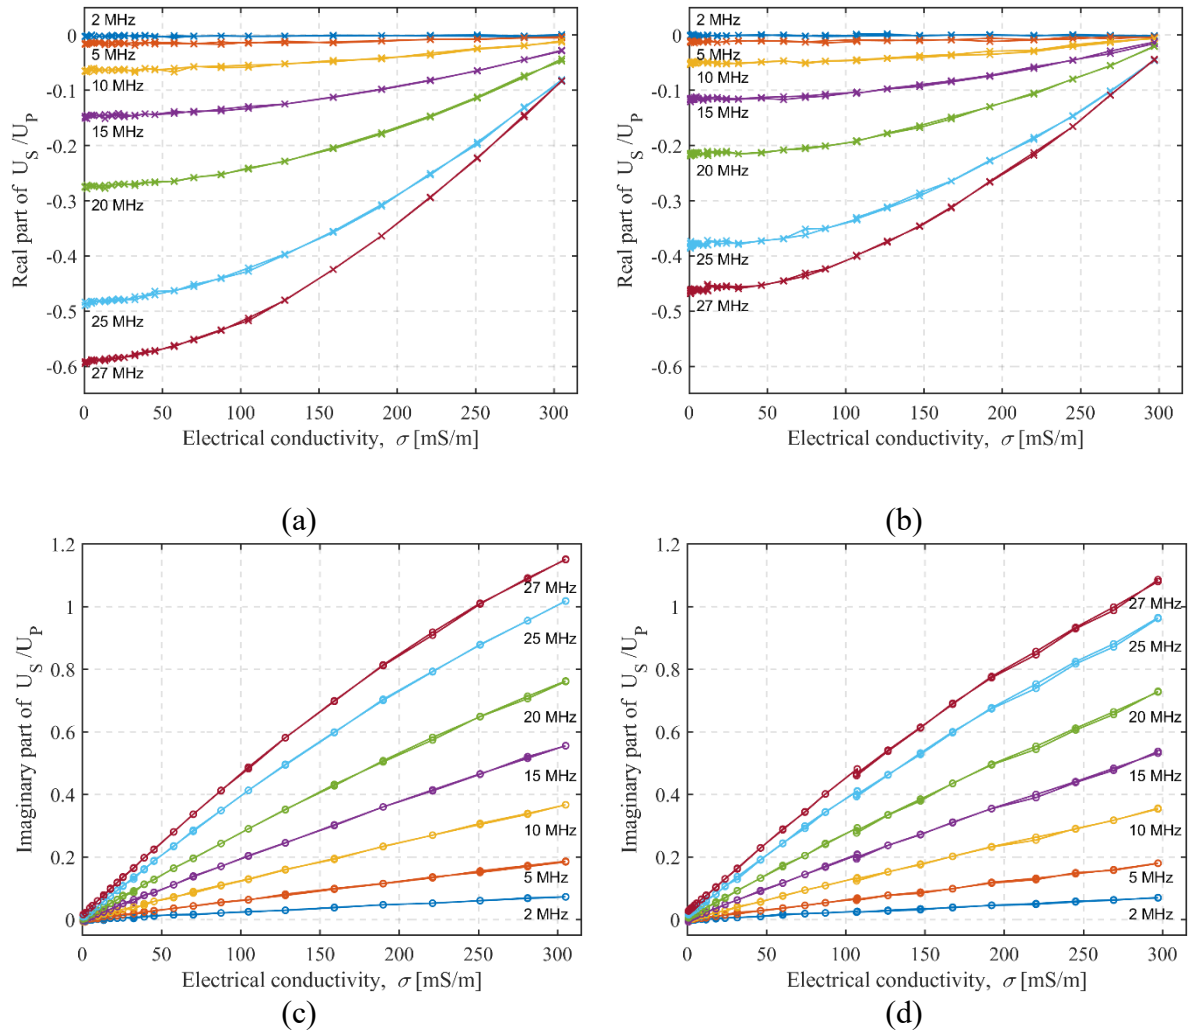 2 MHz
0
5 MHz
10 MHz
-0.1
15 MHz
-0.2
20 MHz
-0.3
-0.4
-0.5
25 MHz
-0.6
27 MHz
0 50 100 150 200 250 300
Real part of U_S /U_P
Electrical conductivity, σ [mS/m]
(a)
2 MHz
0
5 MHz
10 MHz
-0.1
15 MHz
-0.2
20 MHz
-0.3
-0.4
25 MHz
27 MHz
-0.5
-0.6
0 50 100 150 200 250 300
Real part of U_S /U_P
Electrical conductivity, σ [mS/m]
(b)
1.2
27 MHz
1
25 MHz
0.8
20 MHz
0.6
15 MHz
0.4
10 MHz
0.2
5 MHz
2 MHz
0
0 50 100 150 200 250 300
Imaginary part of U_S /U_P
Electrical conductivity, σ [mS/m]
(c)
1.2
27 MHz
1
25 MHz
0.8
20 MHz
0.6
15 MHz
0.4
10 MHz
0.2
5 MHz
2 MHz
0
0 50 100 150 200 250 300
Imaginary part of U_S /U_P
Electrical conductivity, σ [mS/m]
(d)